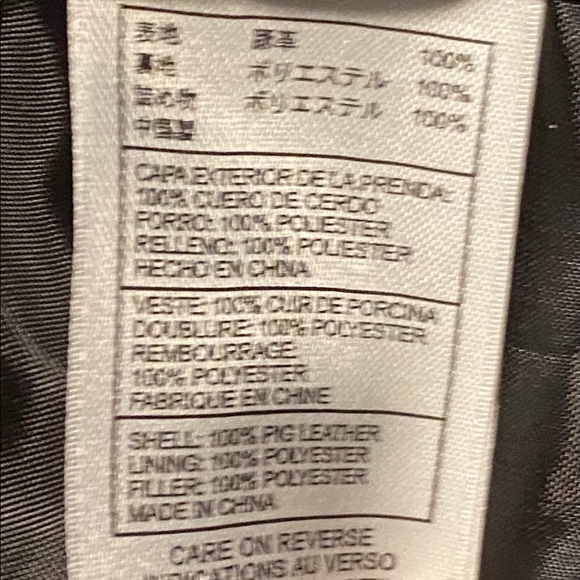 表地 豚革 100%
裏地 ポリエステル 100%
詰め物 ポリエステル 100%
中国製
CAPA EXTERIOR DE LA PRENDA:
100% CUERO DE CERDO
FORRO: 100% POLIESTER
RELLENO: 100% POLIESTER
HECHO EN CHINA
VESTE: 100% CUIR DE PORCINA
DOUBLURE: 100% POLYESTER
REMBOURRAGE:
100% POLYESTER
FABRIQUE EN CHINE
SHELL: 100% PIG LEATHER
LINING: 100% POLYESTER
FILLER: 100% POLYESTER
MADE IN CHINA
CARE ON REVERSE
INDICATIONS AU VERSO